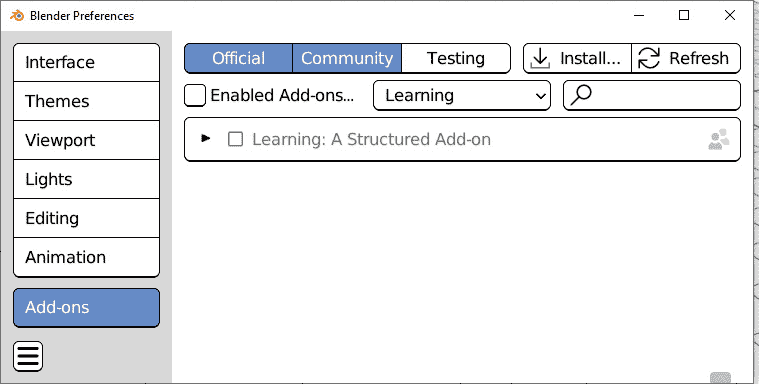 Blender Preferences
Interface
Themes
Viewport
Lights
Editing
Animation
Add-ons
Official Community Testing Install... Refresh
Enabled Add-ons... Learning
Learning: A Structured Add-on